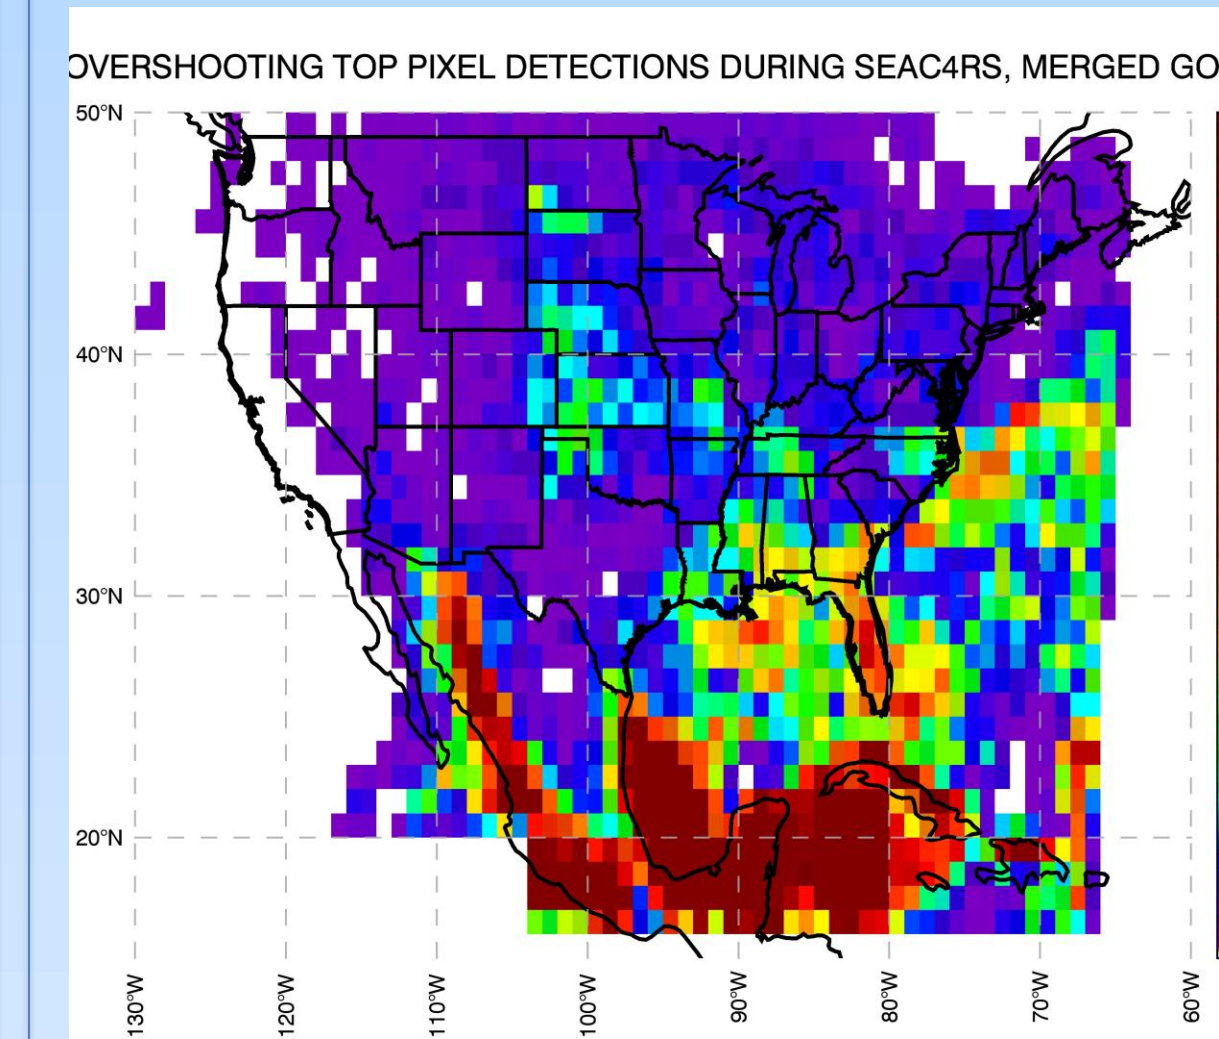 OVERSHOOTING TOP PIXEL DETECTIONS DURING SEAC4RS, MERGED GO
50°N
40°N
30°N
20°N
130°W 120°W 110°W 100°W 90°W 80°W 70°W 60°W